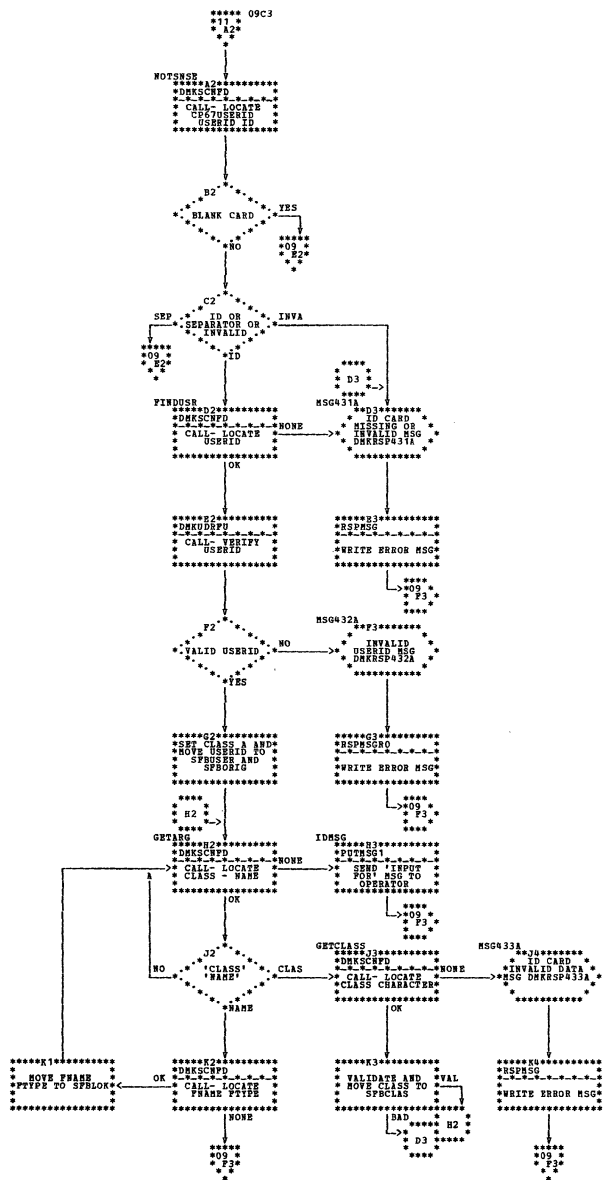 09C3
11
A2
NOTSNSE
A2
DMKSCNFD
CALL- LOCATE
CP67USERID
USERID ID
B2
BLANK CARD
YES
NO
09
E2
C2
SEP
ID OR
SEPARATOR OR
INVALID
INVA
ID
09
E2
D3
FINDUSR
D2
DMKSCNFD
CALL- LOCATE
USERID
NONE
OK
MSG431A
D3
ID CARD
MISSING OR
INVALID MSG
DMKRSP431A
E2
DMKUDRFU
CALL- VERIFY
USERID
E3
RSPMSG
WRITE ERROR MSG
09
F3
F2
VALID USERID
NO
YES
MSG432A
F3
INVALID
USERID MSG
DMKRSP432A
G2
SET CLASS A AND
MOVE USERID TO
SFBUSER AND
SFBORIG
G3
RSPMSGR0
WRITE ERROR MSG
09
F3
H2
GETARG
H2
DMKSCNFD
CALL- LOCATE
CLASS - NAME
NONE
OK
IDMSG
H3
PUTMSG1
SEND 'INPUT
FOR' MSG TO
OPERATOR
09
F3
J2
NO
'CLASS'
'NAME'
CLAS
NAME
GETCLASS
J3
DMKSCNFD
CALL- LOCATE
CLASS CHARACTER
NONE
OK
MSG433A
J4
ID CARD
INVALID DATA
MSG DMKRSP433A
K1
MOVE FNAME
FTYPE TO SFBLOK
OK
K2
DMKSCNFD
CALL- LOCATE
FNAME FTYPE
NONE
K3
VALIDATE AND
MOVE CLASS TO
SFBCLAS
VAL
BAD
H2
D3
K4
RSPMSG
WRITE ERROR MSG
09
F3
09
F3